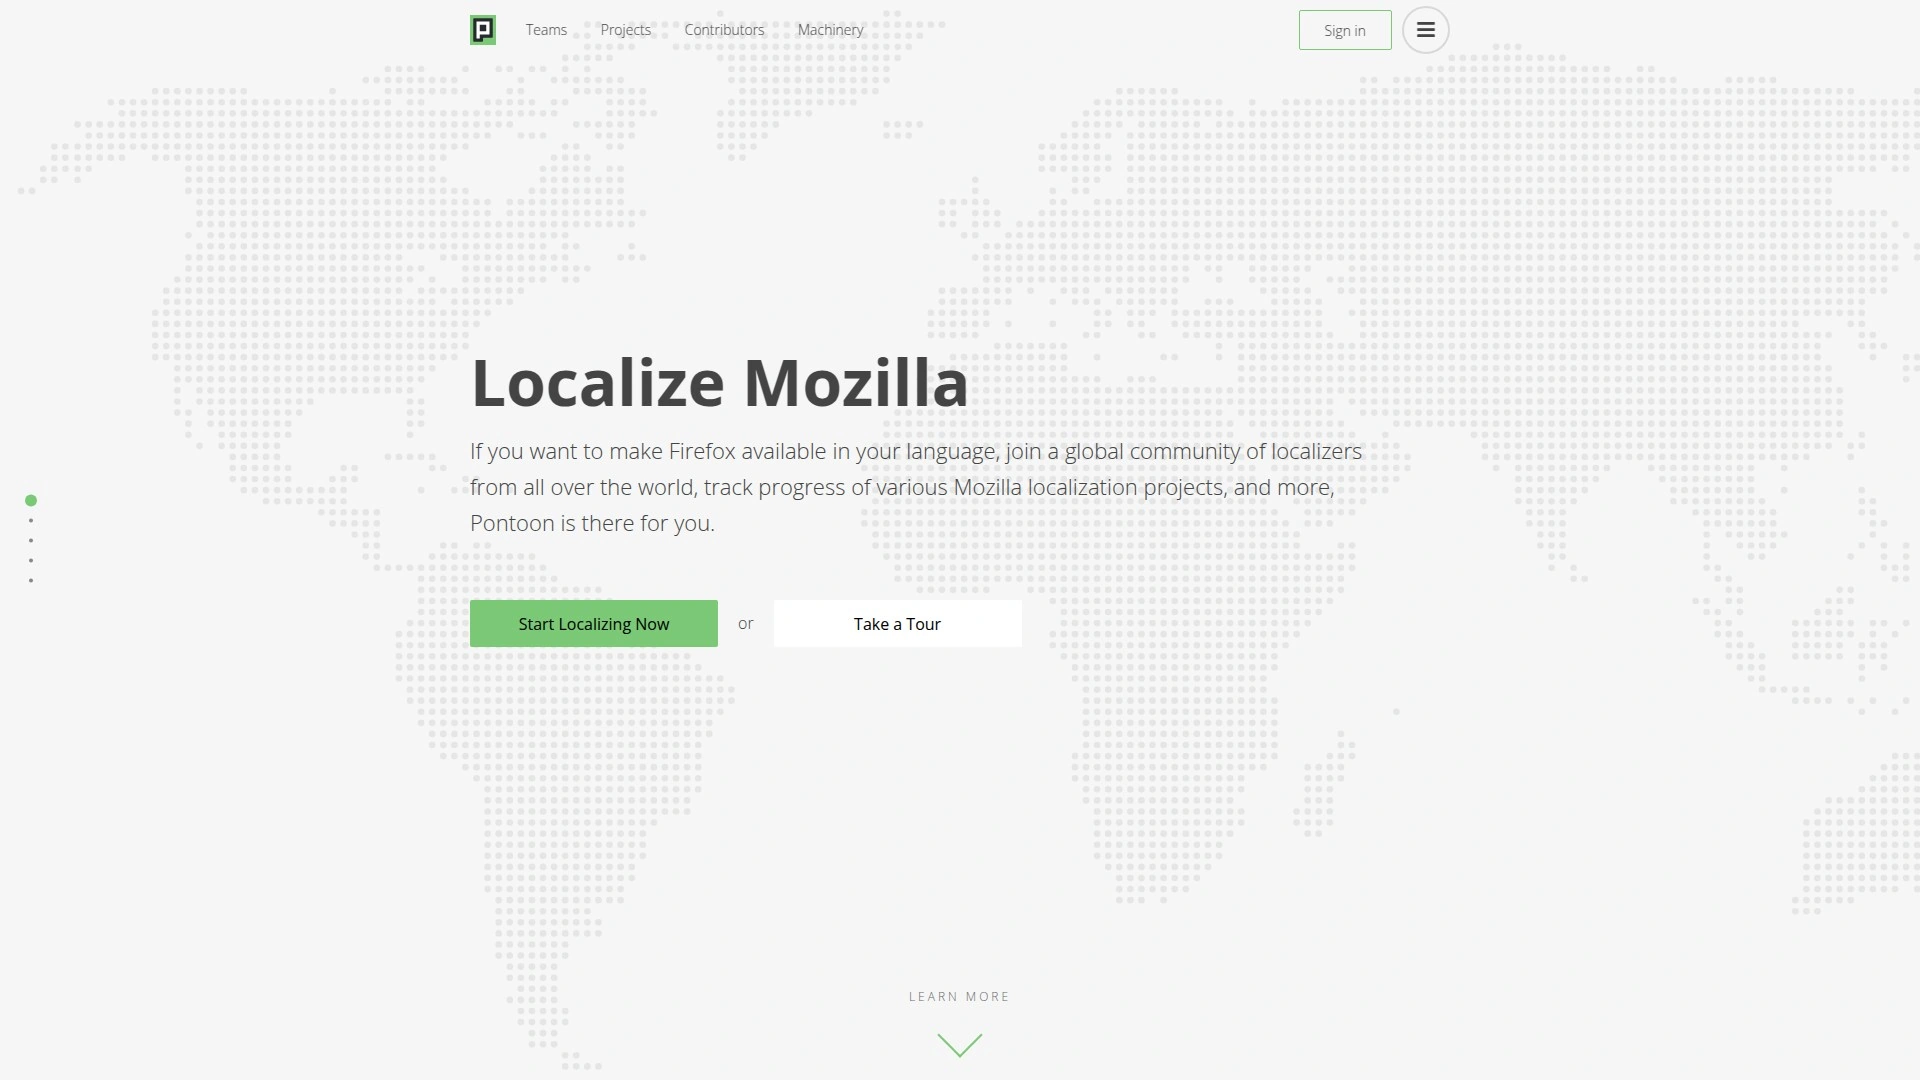 Teams Projects Contributors Machinery
Sign in
Localize Mozilla
If you want to make Firefox available in your language, join a global community of localizers
from all over the world, track progress of various Mozilla localization projects, and more,
Pontoon is there for you.
Start Localizing Now or Take a Tour
LEARN MORE